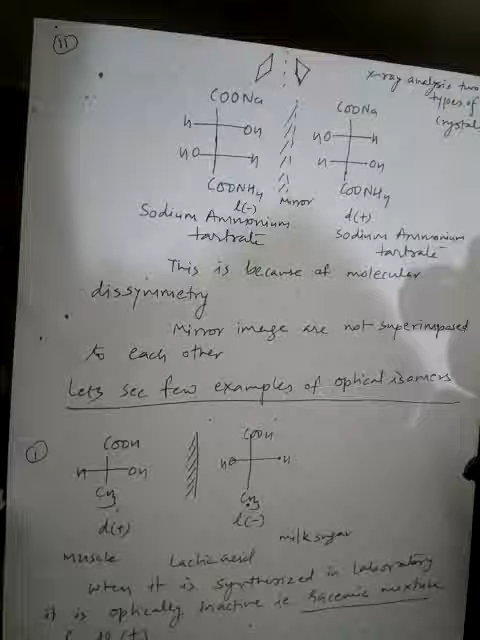 11
x-ray analysis two
types of
crystals
COONa
COONa
H OH
HO H
HO H
H OH
COONH4
COONH4
Mirror
l(-)
d(+)
Sodium Ammonium
tartrate
Sodium Ammonium
tartrate
This is because of molecular
dissymmetry
Mirror image are not superimposed
to each other
Lets see few examples of optical isomers
1
COOH
COOH
H OH
HO H
CH3
CH3
d(+)
l(-)
milk sugar
Muscle Lactic acid
when it is synthesized in laboratory
it is optically inactive ie racemic mixture